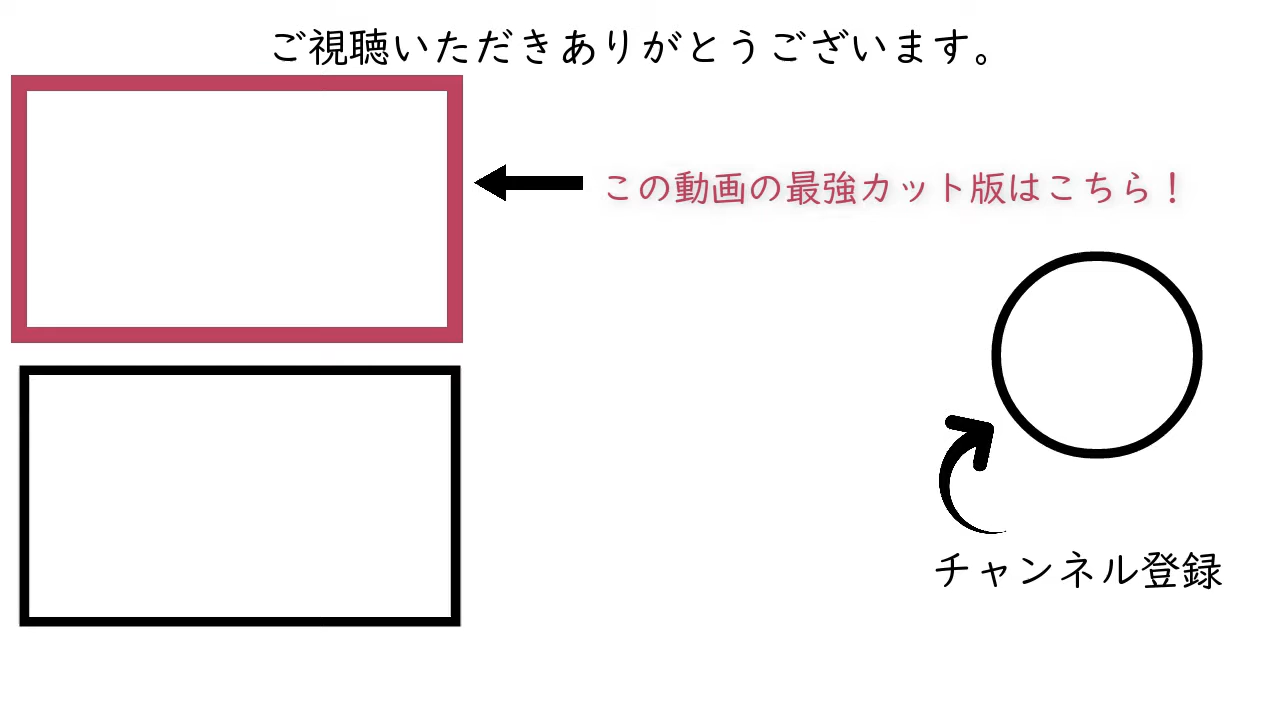 ご視聴いただきありがとうございます。
この動画の最強カット版はこちら！
チャンネル登録